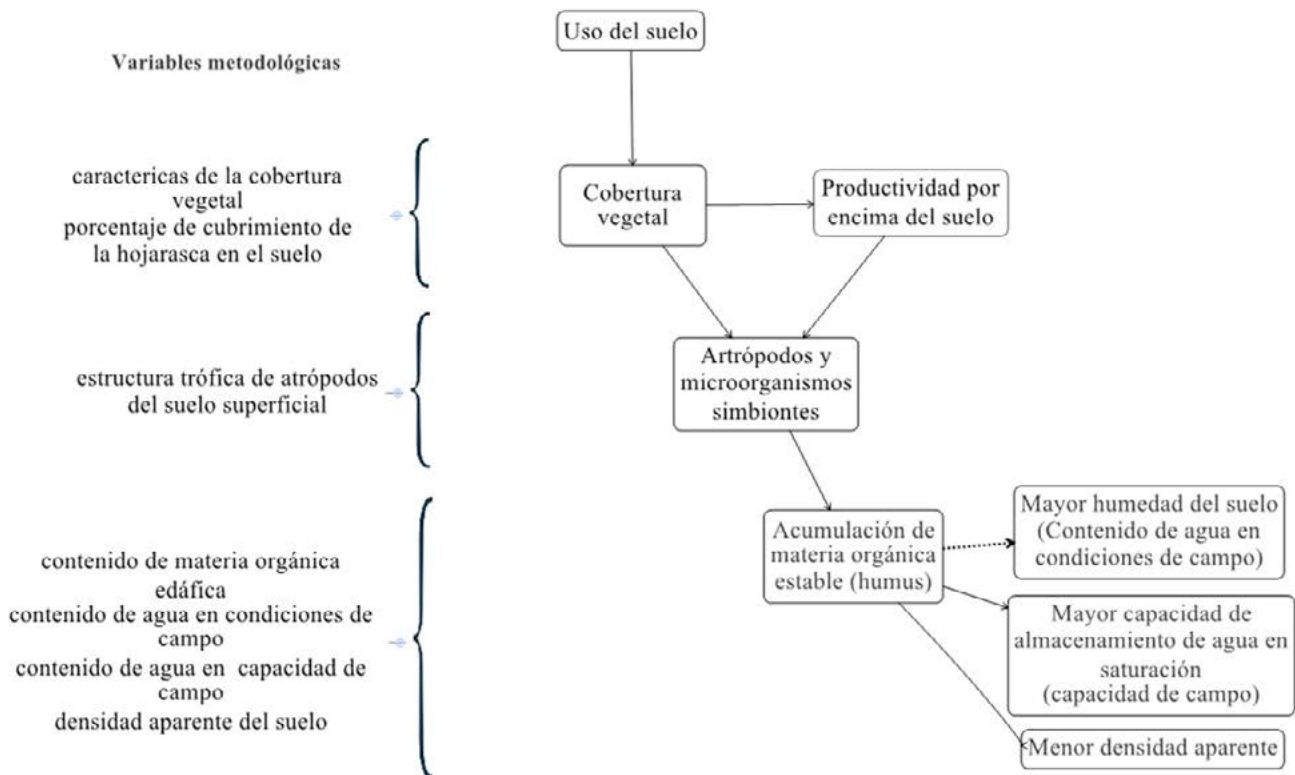 Uso del suelo
Variables metodológicas
caractericas de la cobertura
vegetal
porcentaje de cubrimiento de
la hojarasca en el suelo
Cobertura
vegetal
Productividad por
encima del suelo
estructura trófica de atrópodos
del suelo superficial
Artrópodos y
microorganismos
simbiontes
contenido de materia orgánica
edáfica
contenido de agua en condiciones de
campo
contenido de agua en capacidad de
campo
densidad aparente del suelo
Acumulación de
materia orgánica
estable (humus)
Mayor humedad del suelo
(Contenido de agua en
condiciones de campo)
Mayor capacidad de
almacenamiento de agua en
saturación
(capacidad de campo)
Menor densidad aparente